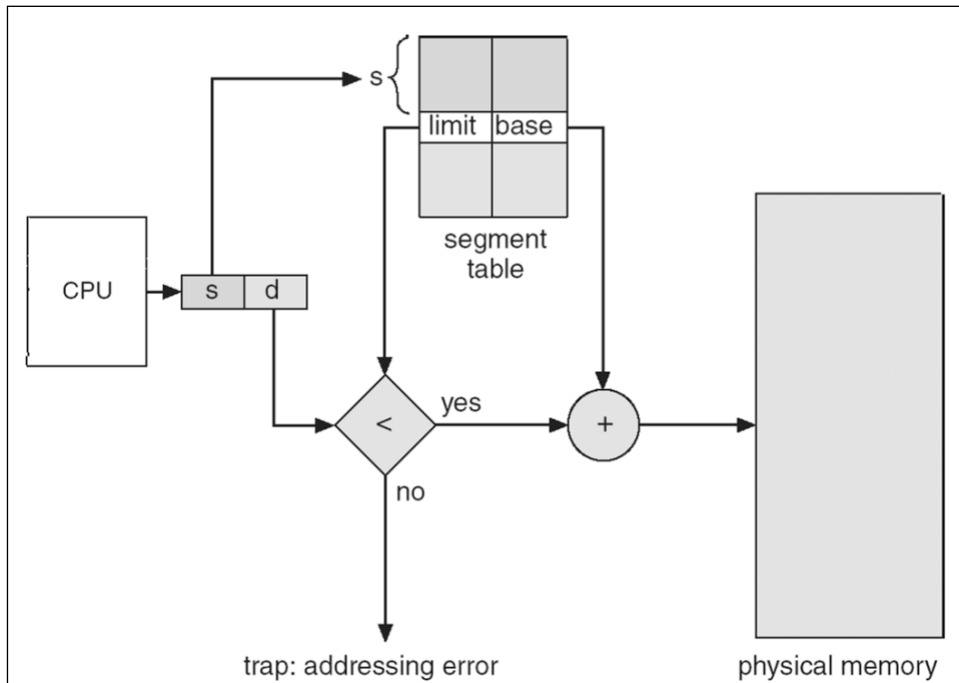 s
limit base
segment
table
CPU
s d
<
yes
+
no
trap: addressing error
physical memory